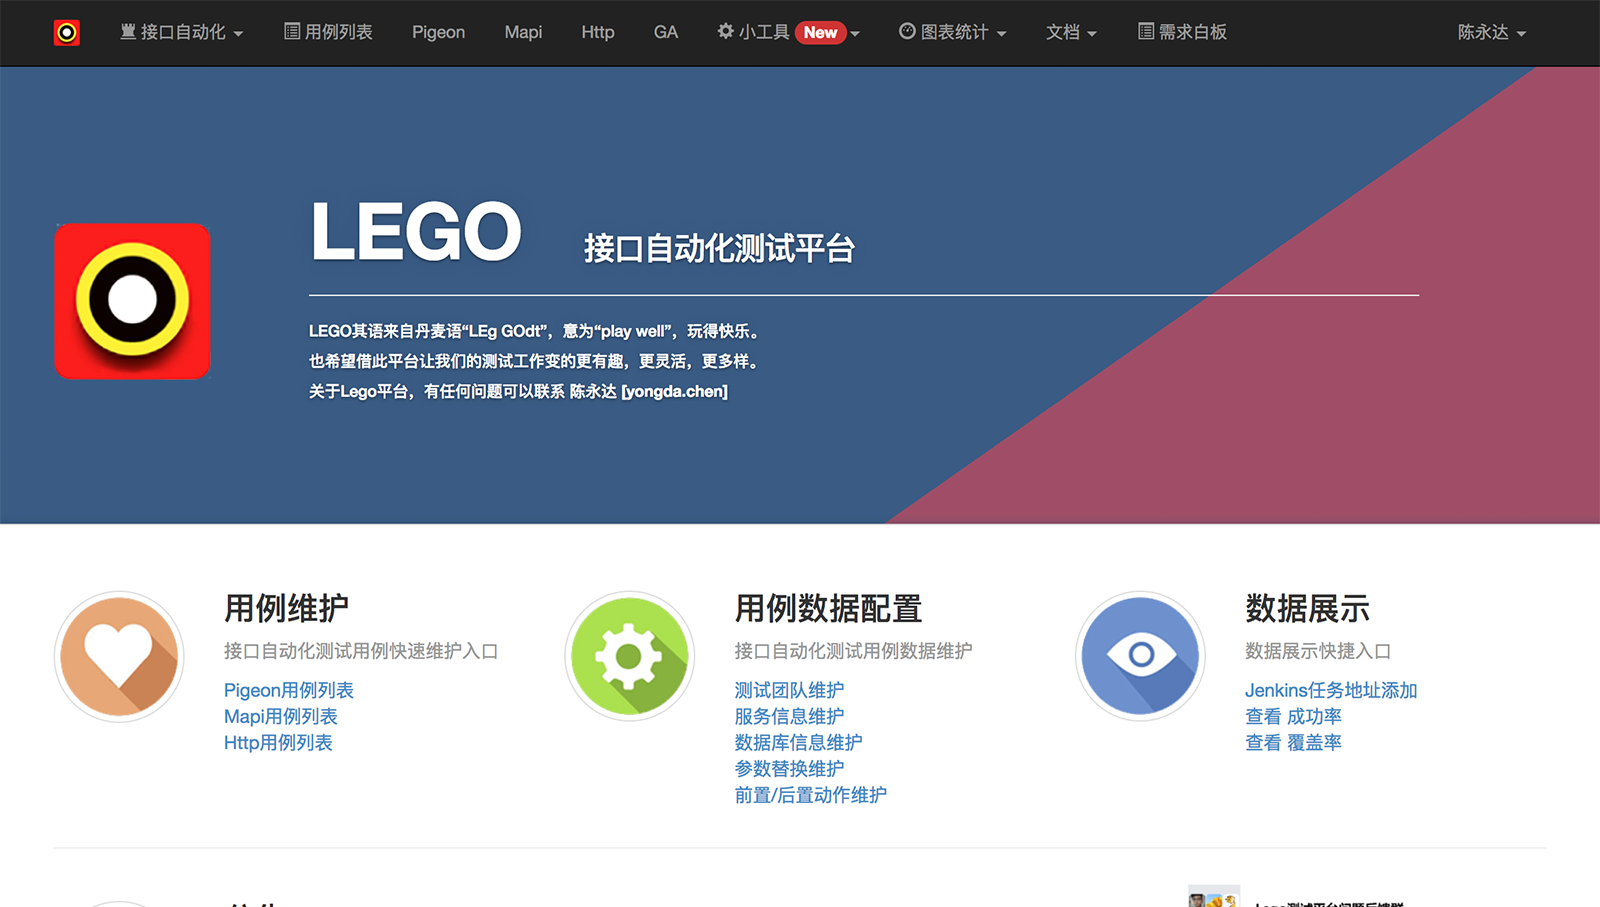 接口自动化 用例列表 Pigeon Mapi Http GA 小工具 New 图表统计 文档 需求白板 陈永达
LEGO 接口自动化测试平台
LEGO其语来自丹麦语“LEg GOdt”，意为“play well”，玩得快乐。
也希望借此平台让我们的测试工作变的更有趣，更灵活，更多样。
关于Lego平台，有任何问题可以联系 陈永达 [yongda.chen]
用例维护
接口自动化测试用例快速维护入口
Pigeon用例列表
Mapi用例列表
Http用例列表
用例数据配置
接口自动化测试用例数据维护
测试团队维护
服务信息维护
数据库信息维护
参数替换维护
前置/后置动作维护
数据展示
数据展示快捷入口
Jenkins任务地址添加
查看 成功率
查看 覆盖率